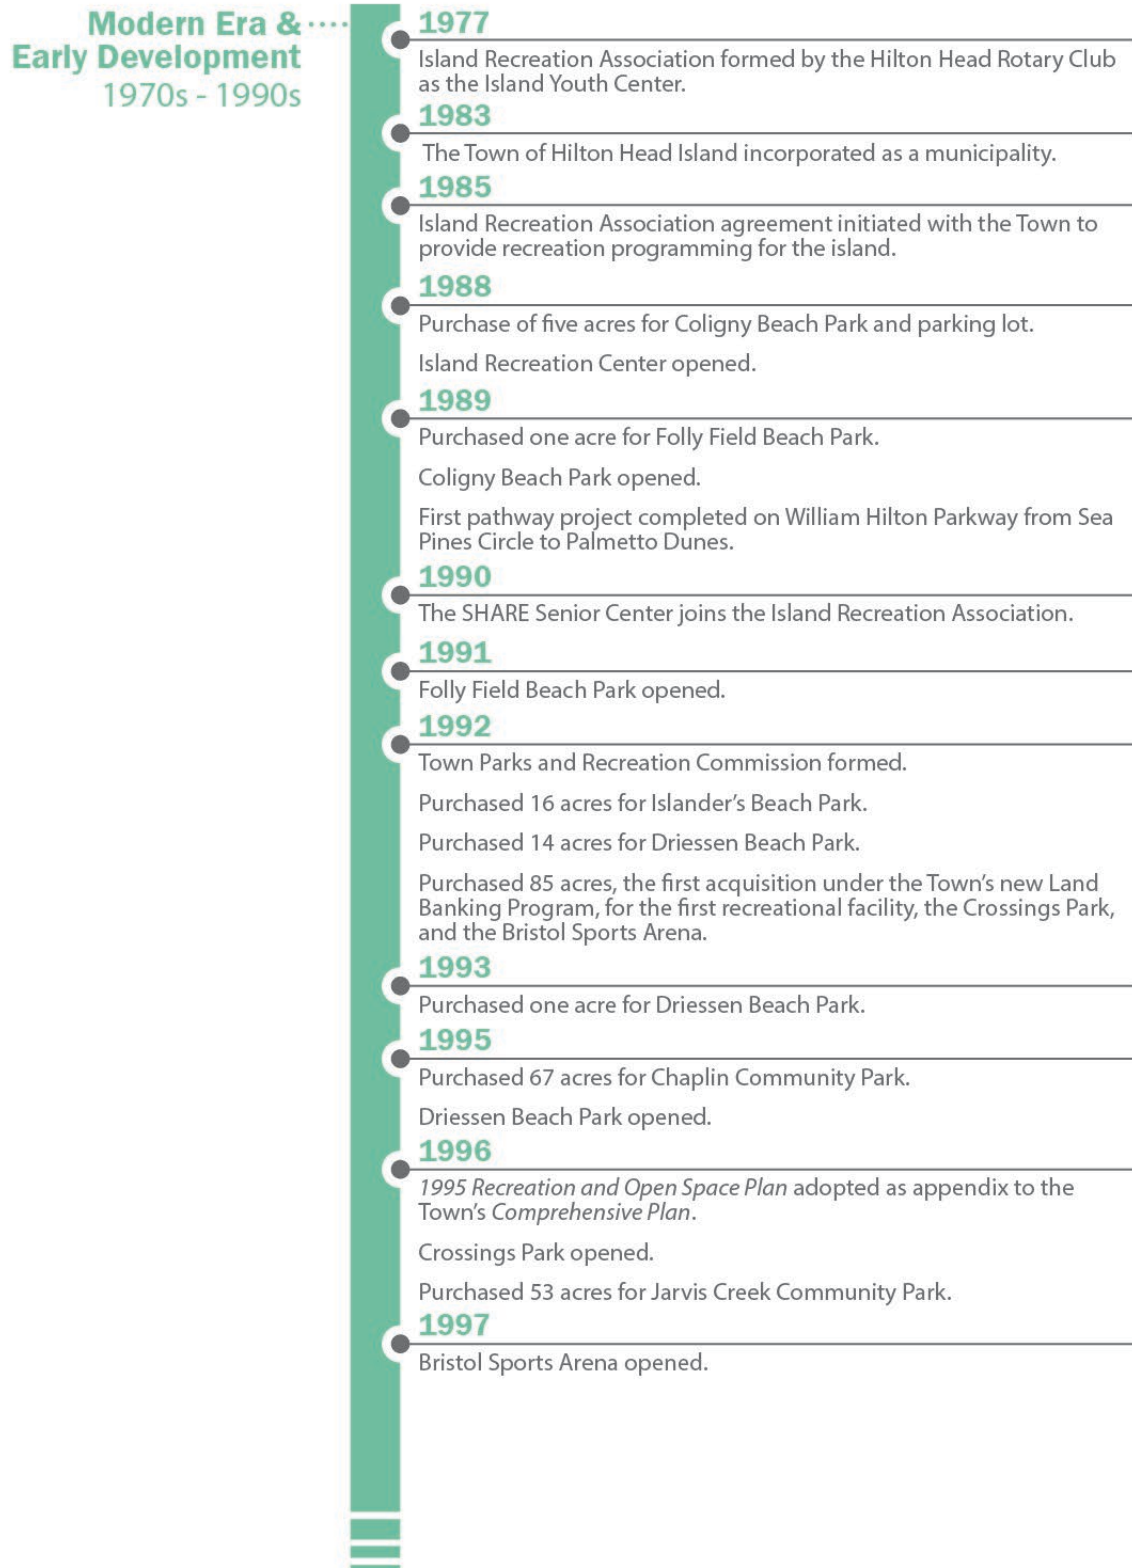 Modern Era &
Early Development
1970s - 1990s
1977
Island Recreation Association formed by the Hilton Head Rotary Club
as the Island Youth Center.
1983
The Town of Hilton Head Island incorporated as a municipality.
1985
Island Recreation Association agreement initiated with the Town to
provide recreation programming for the island.
1988
Purchase of five acres for Coligny Beach Park and parking lot.
Island Recreation Center opened.
1989
Purchased one acre for Folly Field Beach Park.
Coligny Beach Park opened.
First pathway project completed on William Hilton Parkway from Sea
Pines Circle to Palmetto Dunes.
1990
The SHARE Senior Center joins the Island Recreation Association.
1991
Folly Field Beach Park opened.
1992
Town Parks and Recreation Commission formed.
Purchased 16 acres for Islander’s Beach Park.
Purchased 14 acres for Driessen Beach Park.
Purchased 85 acres, the first acquisition under the Town’s new Land
Banking Program, for the first recreational facility, the Crossings Park,
and the Bristol Sports Arena.
1993
Purchased one acre for Driessen Beach Park.
1995
Purchased 67 acres for Chaplin Community Park.
Driessen Beach Park opened.
1996
1995 Recreation and Open Space Plan adopted as appendix to the
Town’s Comprehensive Plan.
Crossings Park opened.
Purchased 53 acres for Jarvis Creek Community Park.
1997
Bristol Sports Arena opened.